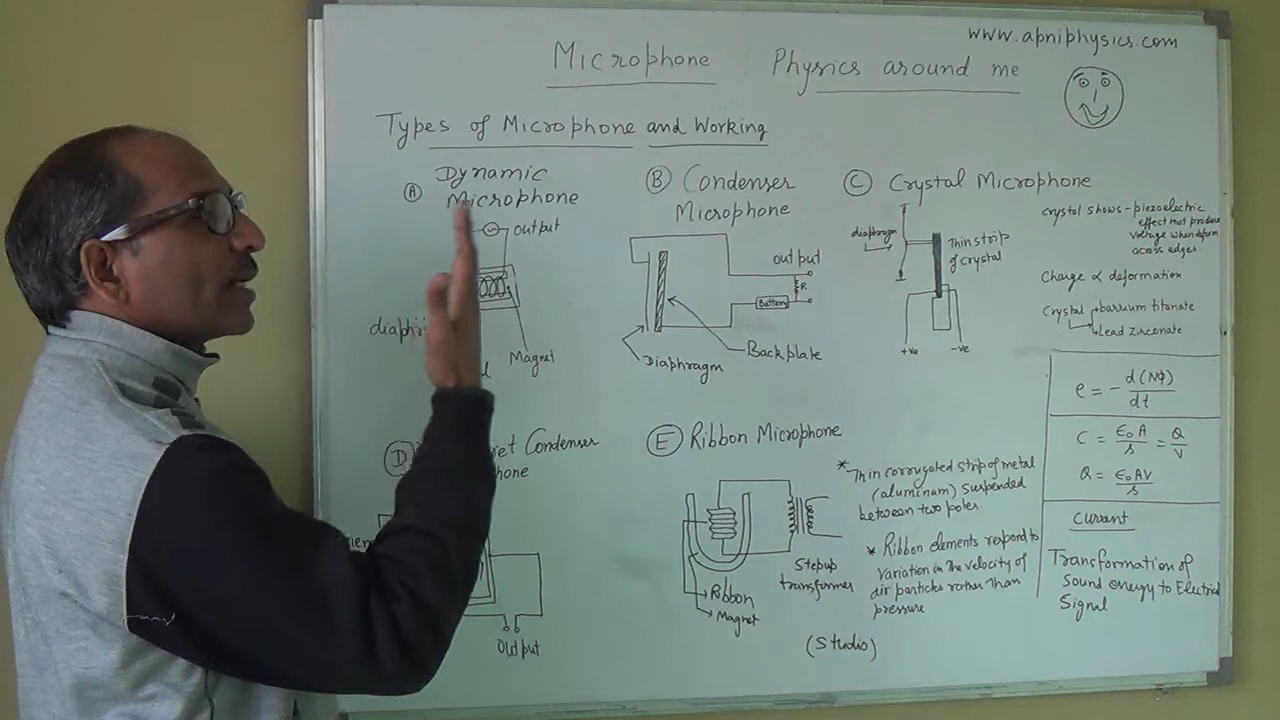 www.apniphysics.com
Microphone : Physics around me
Types of Microphone and Working
(A) Dynamic
Microphone
output
Magnet
(B) Condenser
Microphone
output
R
Battery
Diaphragm
Backplate
(C) Crystal Microphone
diaphragm
Thin strip
of crystal
+ve
-ve
Crystal shows - piezoelectric
effect that produce
voltage when deform
across edges
Charge ∝ deformation
Crystal barium titanate
Lead zirconate
e = - d(NΦ)/dt
C = ε₀A/s = Q/V
Q = ε₀AV/s
Currant
Transformation of
Sound energy to Electrical
Signal
(D) Condenser
Output
(E) Ribbon Microphone
Ribbon
Magnet
Stepup
transformer
* Thin corrugated strip of metal
(aluminam) suspended
between two poles
* Ribbon elements respond to
variation in the velocity of
air particles rather than
pressure
(Studio)